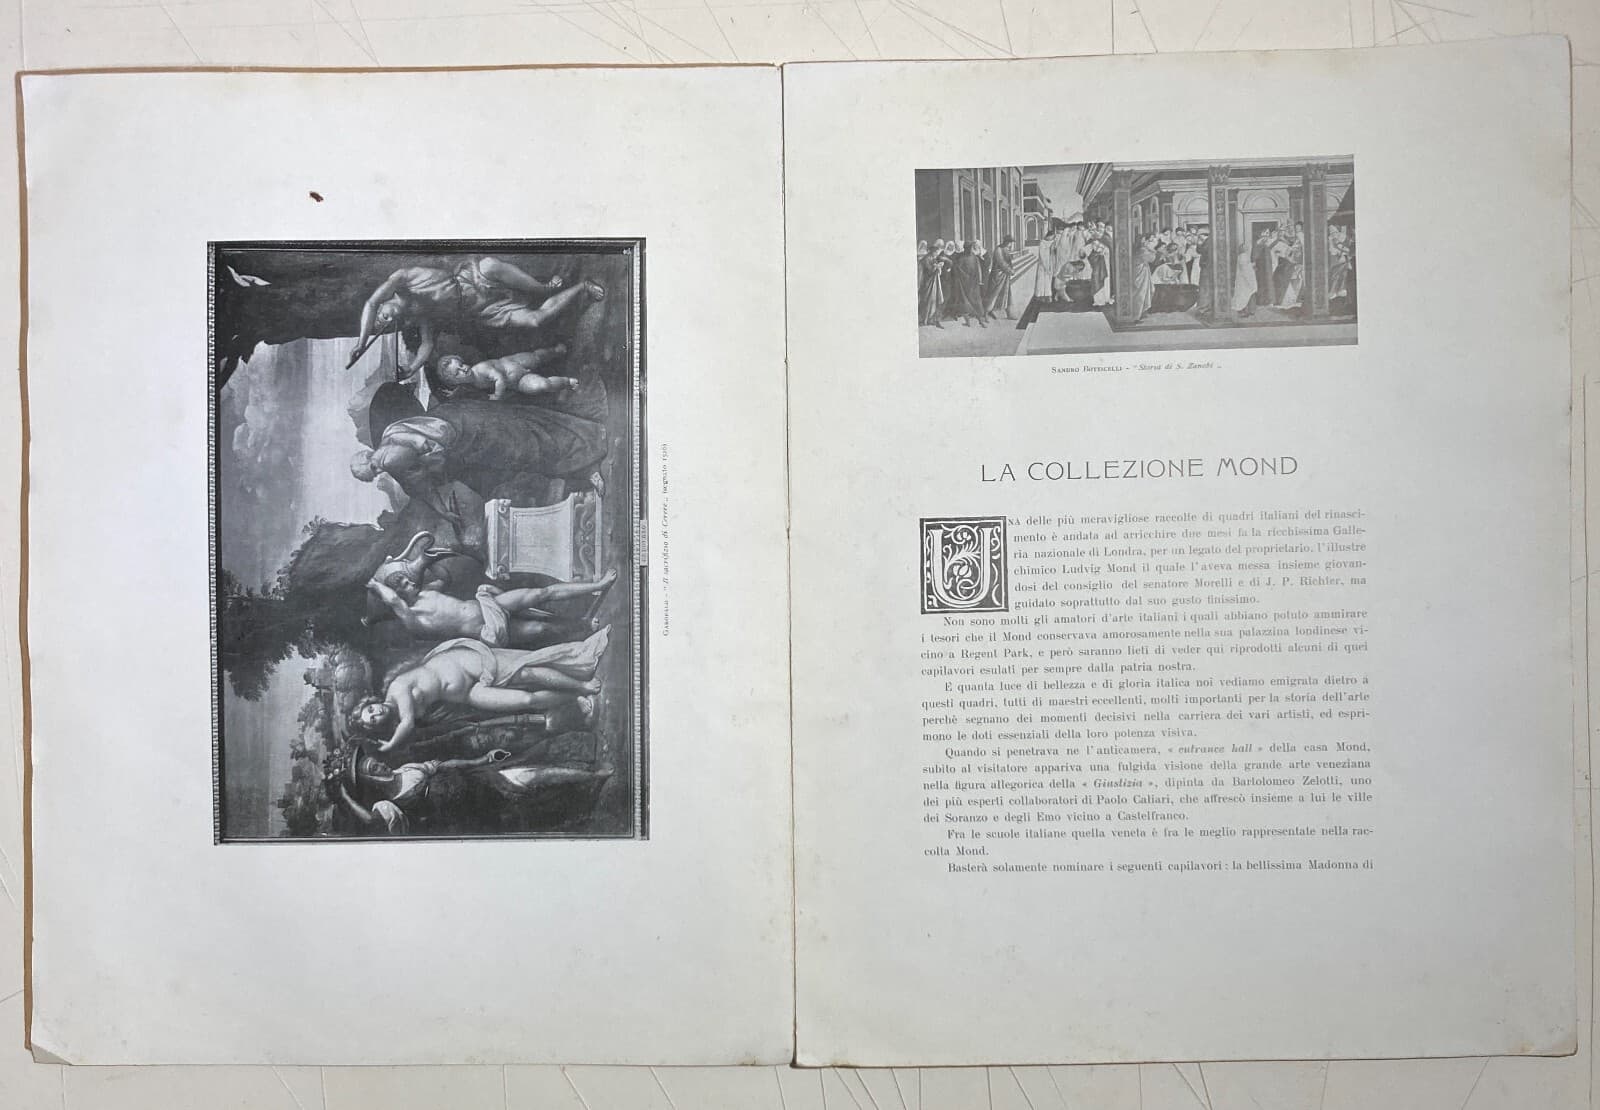 GAROFALO - " Il sacrifizio di Cerere „ (segnato 1526)
SANDRO BOTTICELLI - " Storia di S. Zanobi „
LA COLLEZIONE MOND
UNA delle più meravigliose raccolte di quadri italiani del rinasci-
mento è andata ad arricchire due mesi fa la ricchissima Galle-
ria nazionale di Londra, per un legato del proprietario, l'illustre
chimico Ludvig Mond il quale l'aveva messa insieme giovan-
dosi del consiglio del senatore Morelli e di J. P. Richter, ma
guidato soprattutto dal suo gusto finissimo.
Non sono molti gli amatori d'arte italiani i quali abbiano potuto ammirare
i tesori che il Mond conservava amorosamente nella sua palazzina londinese vi-
cino a Regent Park, e però saranno lieti di veder qui riprodotti alcuni di quei
capilavori esulati per sempre dalla patria nostra.
E quanta luce di bellezza e di gloria italica noi vediamo emigrata dietro a
questi quadri, tutti di maestri eccellenti, molti importanti per la storia dell'arte
perchè segnano dei momenti decisivi nella carriera dei vari artisti, ed espri-
mono le doti essenziali della loro potenza visiva.
Quando si penetrava ne l'anticamera, « entrance hall » della casa Mond,
subito al visitatore appariva una fulgida visione della grande arte veneziana
nella figura allegorica della « Giustizia », dipinta da Bartolomeo Zelotti, uno
dei più esperti collaboratori di Paolo Caliari, che affrescò insieme a lui le ville
dei Soranzo e degli Emo vicino a Castelfranco.
Fra le scuole italiane quella veneta è fra le meglio rappresentate nella rac-
colta Mond.
Basterà solamente nominare i seguenti capilavori : la bellissima Madonna di